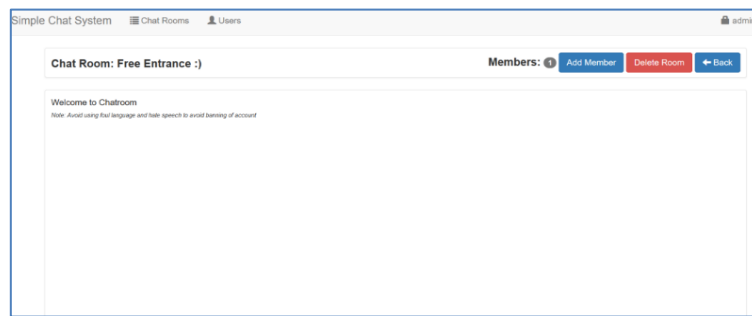 Simple Chat System Chat Rooms Users admin
Chat Room: Free Entrance :) Members: 1 Add Member Delete Room Back
Welcome to Chatroom
Note: Avoid using foul language and hate speech to avoid banning of account